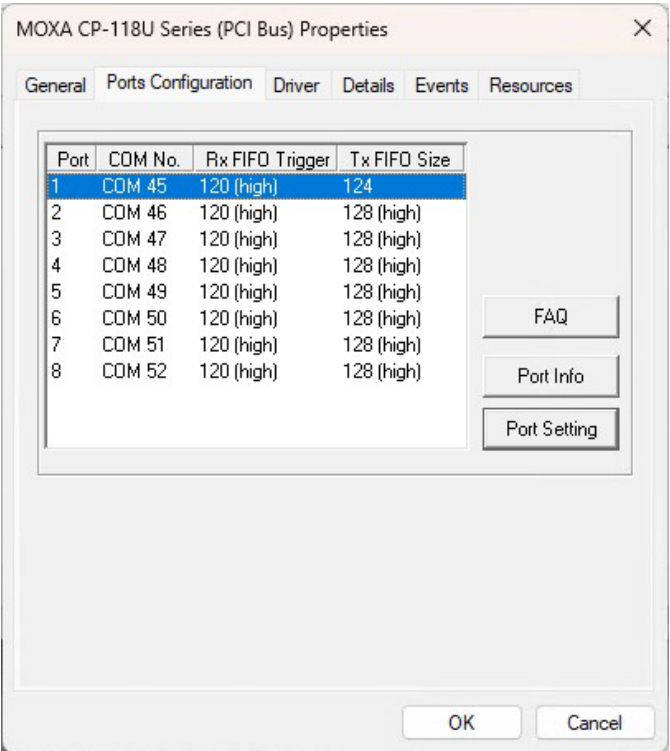 MOXA CP-118U Series (PCI Bus) Properties
General Ports Configuration Driver Details Events Resources
Port COM No. Rx FIFO Trigger Tx FIFO Size
1 COM 45 120 (high) 124
2 COM 46 120 (high) 128 (high)
3 COM 47 120 (high) 128 (high)
4 COM 48 120 (high) 128 (high)
5 COM 49 120 (high) 128 (high)
6 COM 50 120 (high) 128 (high)
7 COM 51 120 (high) 128 (high)
8 COM 52 120 (high) 128 (high)
FAQ
Port Info
Port Setting
OK Cancel